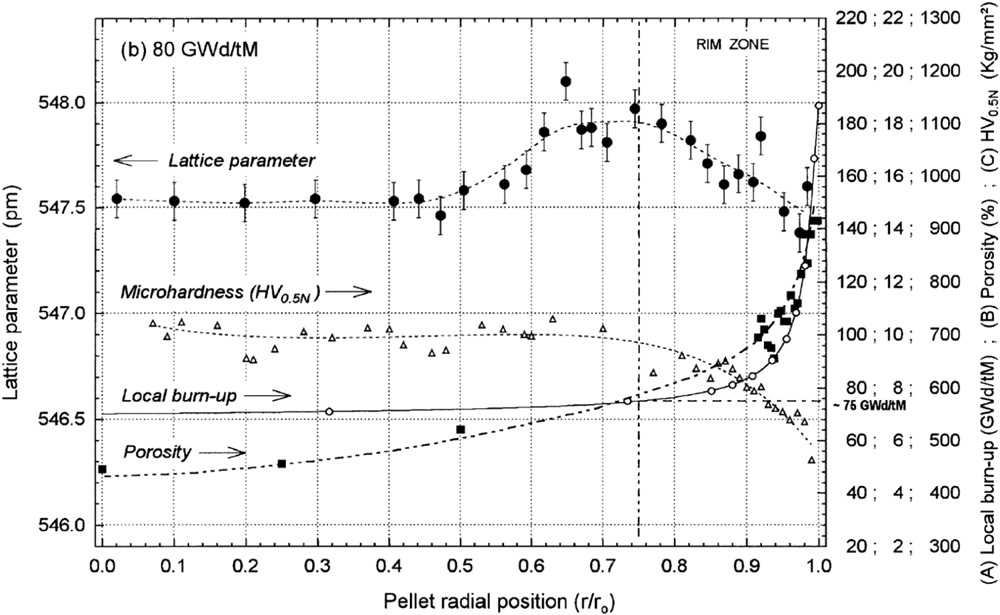 (b) 80 GWd/tM
RIM ZONE
Lattice parameter
Microhardness (HV0.5N)
Local burn-up
Porosity
~ 75 GWd/tM
Lattice parameter (pm)
548.0
547.5
547.0
546.5
546.0
220 ; 22 ; 1300
200 ; 20 ; 1200
180 ; 18 ; 1100
160 ; 16 ; 1000
140 ; 14 ; 900
120 ; 12 ; 800
100 ; 10 ; 700
80 ; 8 ; 600
60 ; 6 ; 500
40 ; 4 ; 400
20 ; 2 ; 300
(A) Local burn-up (GWd/tM) ; (B) Porosity (%) ; (C) HV0.5N (Kg/mm²)
0.0 0.1 0.2 0.3 0.4 0.5 0.6 0.7 0.8 0.9 1.0
Pellet radial position (r/ro)